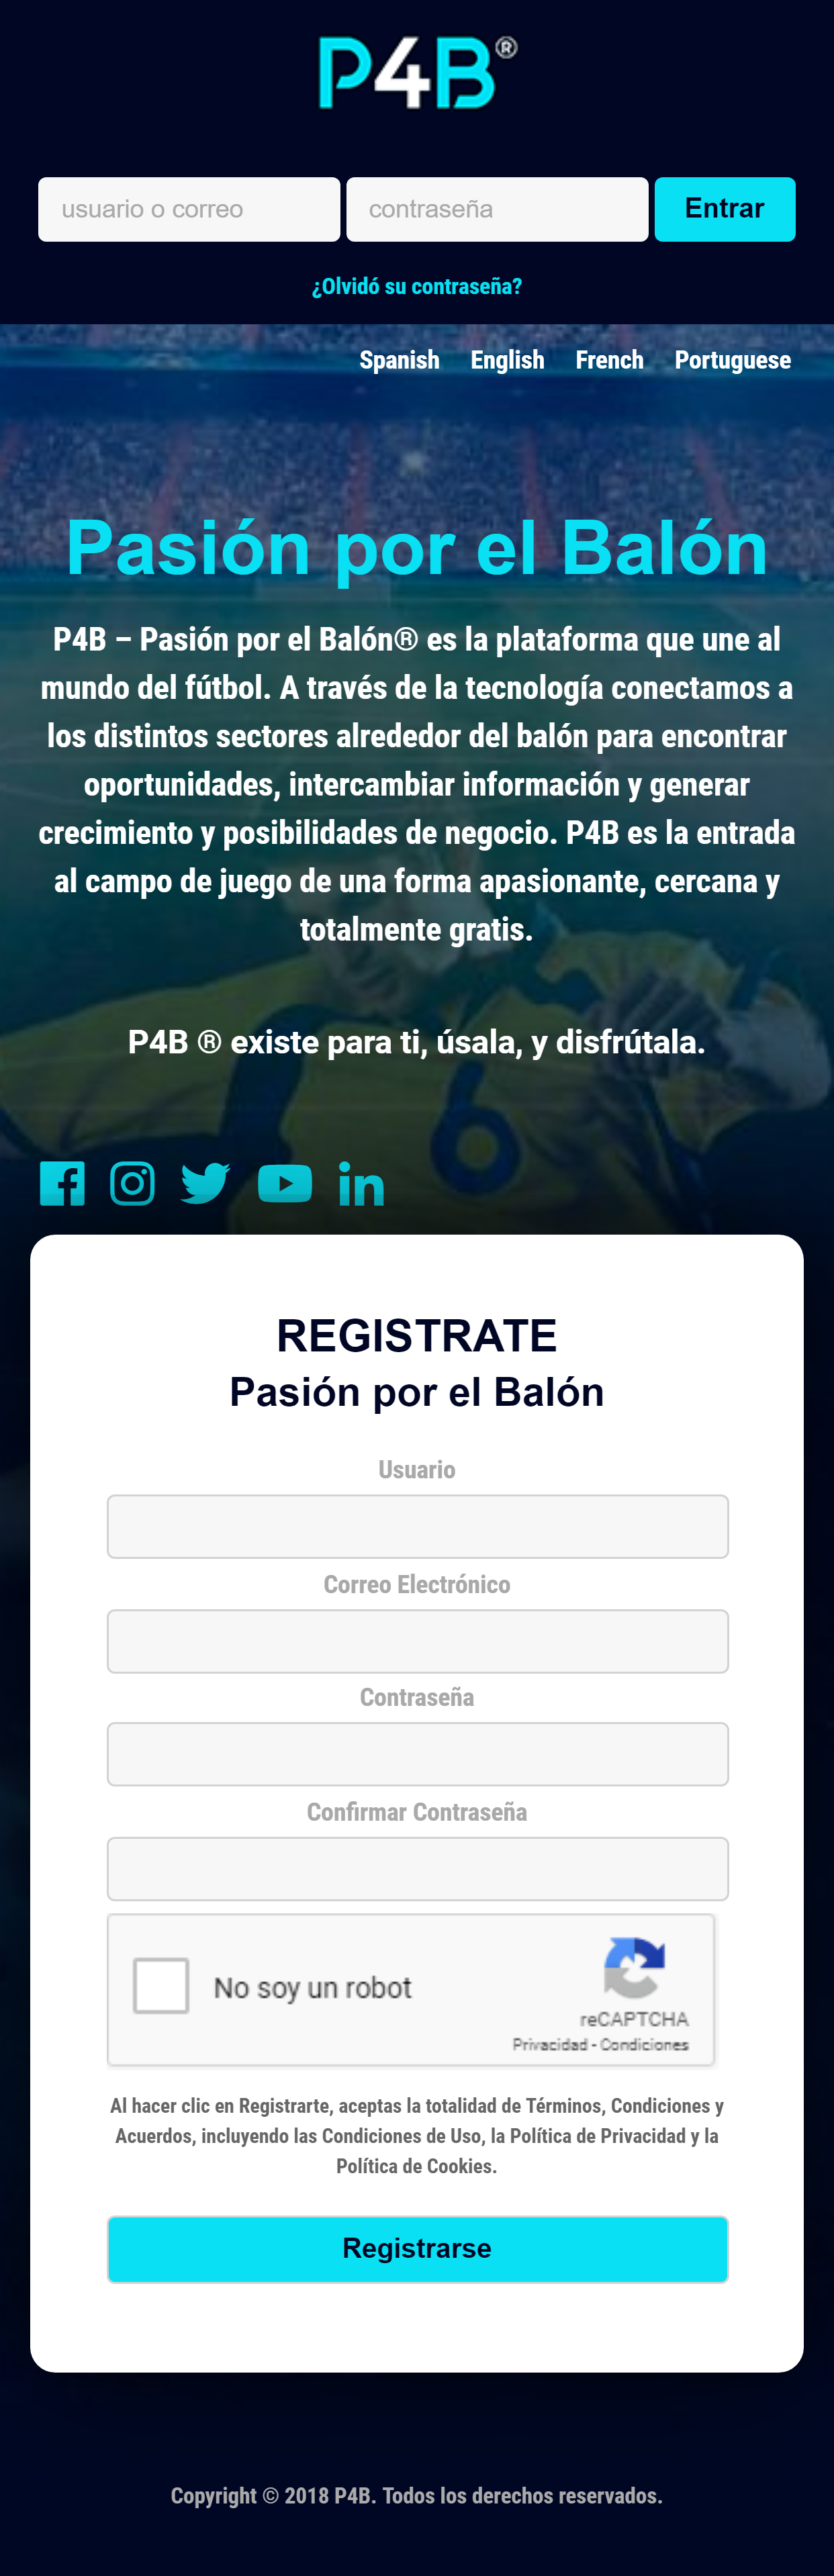 P4B®
usuario o correo
contraseña
Entrar
¿Olvidó su contraseña?
Spanish English French Portuguese
Pasión por el Balón
P4B – Pasión por el Balón® es la plataforma que une al
mundo del fútbol. A través de la tecnología conectamos a
los distintos sectores alrededor del balón para encontrar
oportunidades, intercambiar información y generar
crecimiento y posibilidades de negocio. P4B es la entrada
al campo de juego de una forma apasionante, cercana y
totalmente gratis.
P4B ® existe para ti, úsala, y disfrútala.
6
REGISTRATE
Pasión por el Balón
Usuario
Correo Electrónico
Contraseña
Confirmar Contraseña
No soy un robot
reCAPTCHA
Privacidad - Condiciones
Al hacer clic en Registrarte, aceptas la totalidad de Términos, Condiciones y
Acuerdos, incluyendo las Condiciones de Uso, la Política de Privacidad y la
Política de Cookies.
Registrarse
Copyright © 2018 P4B. Todos los derechos reservados.